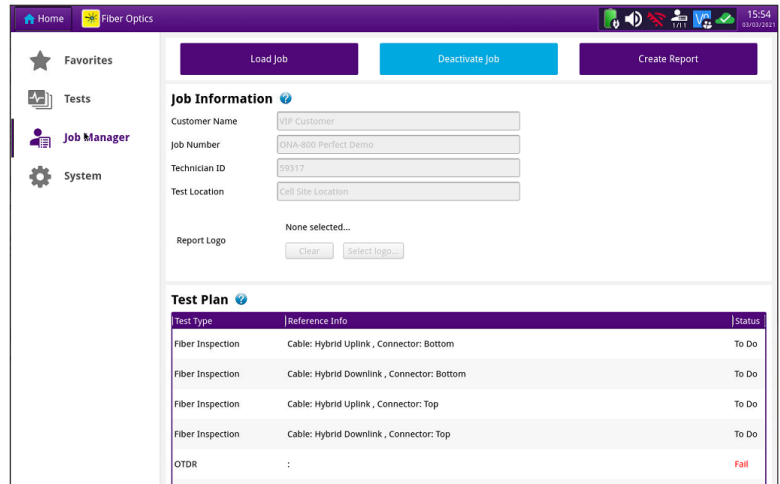 Home Fiber Optics 1/11 15:54
03/03/2021
Favorites
Tests
Job Manager
System
Load Job Deactivate Job Create Report
Job Information ?
Customer Name VIP Customer
Job Number ONA-800 Perfect Demo
Technician ID 59317
Test Location Cell Site Location
None selected...
Report Logo
Clear Select logo...
Test Plan ?
Test Type Reference Info Status
Fiber Inspection Cable: Hybrid Uplink , Connector: Bottom To Do
Fiber Inspection Cable: Hybrid Downlink , Connector: Bottom To Do
Fiber Inspection Cable: Hybrid Uplink , Connector: Top To Do
Fiber Inspection Cable: Hybrid Downlink , Connector: Top To Do
OTDR : Fail